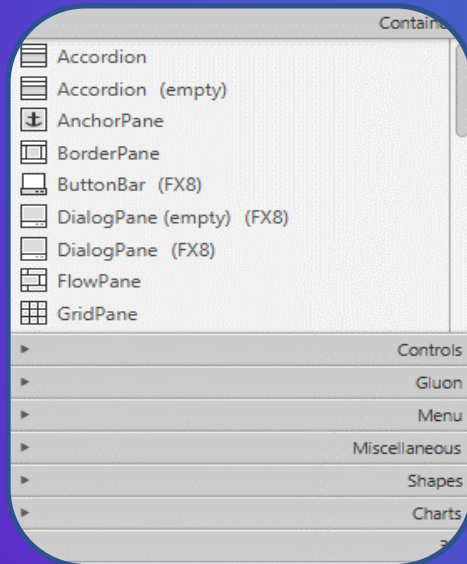 Accordion
Accordion (empty)
AnchorPane
BorderPane
ButtonBar (FX8)
DialogPane (empty) (FX8)
DialogPane (FX8)
FlowPane
GridPane
Controls
Gluon
Menu
Miscellaneous
Shapes
Charts